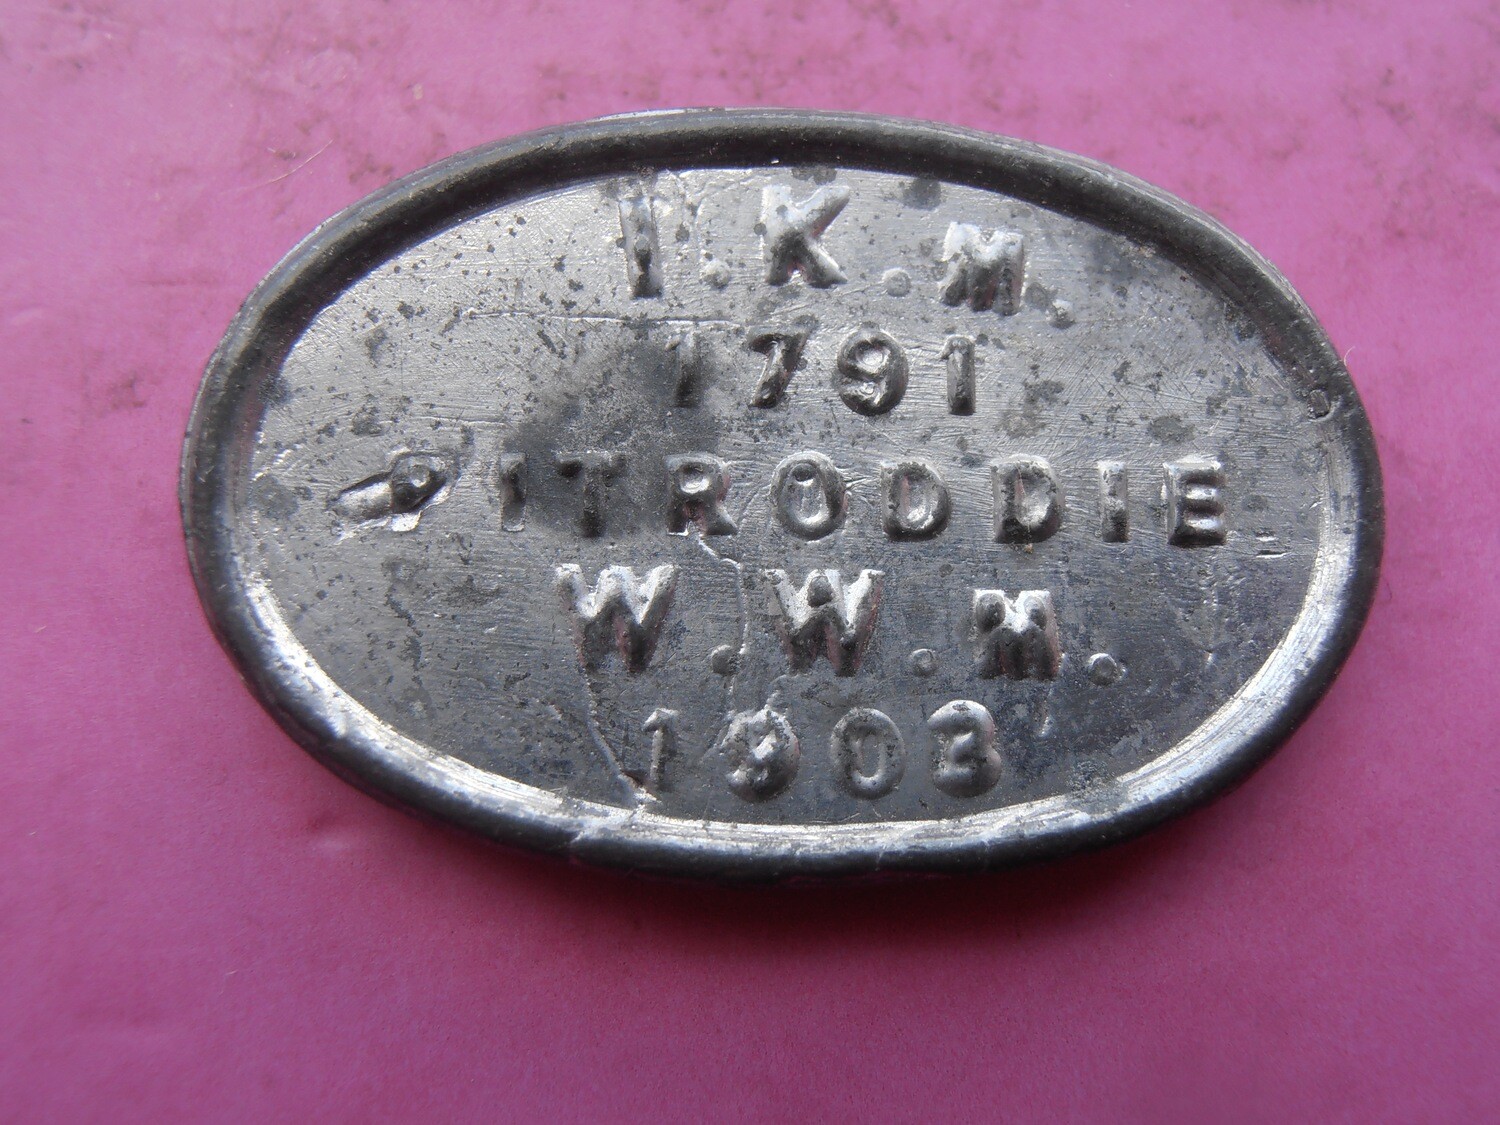 I.K.M.
1791
PITRODDIE
W.W.M.
1903